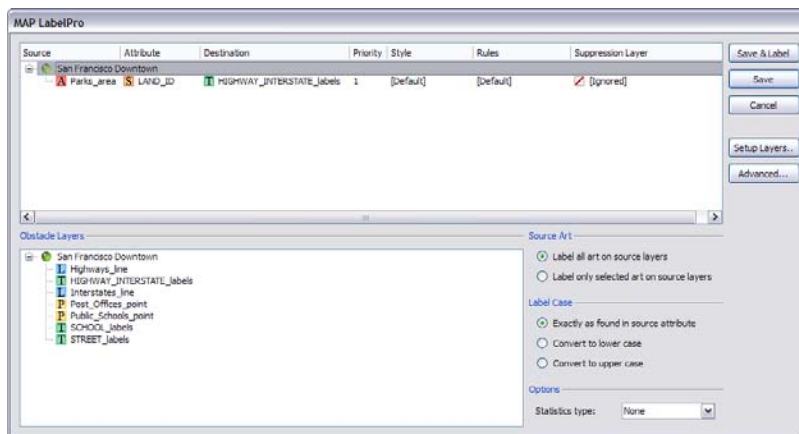 MAP LabelPro
Source Attribute Destination Priority Style Rules Suppression Layer
San Francisco Downtown
A Parks_area S LAND_ID T HIGHWAY_INTERSTATE_labels 1 [Default] [Default] [Ignored]
Save & Label
Save
Cancel
Setup Layers..
Advanced...
Obstacle Layers
San Francisco Downtown
L Highways_line
T HIGHWAY_INTERSTATE_labels
L Interstates_line
P Post_Offices_point
P Public_Schools_point
T SCHOOL_labels
T STREET_labels
Source Art
Label all art on source layers
Label only selected art on source layers
Label Case
Exactly as found in source attribute
Convert to lower case
Convert to upper case
Options
Statistics type: None